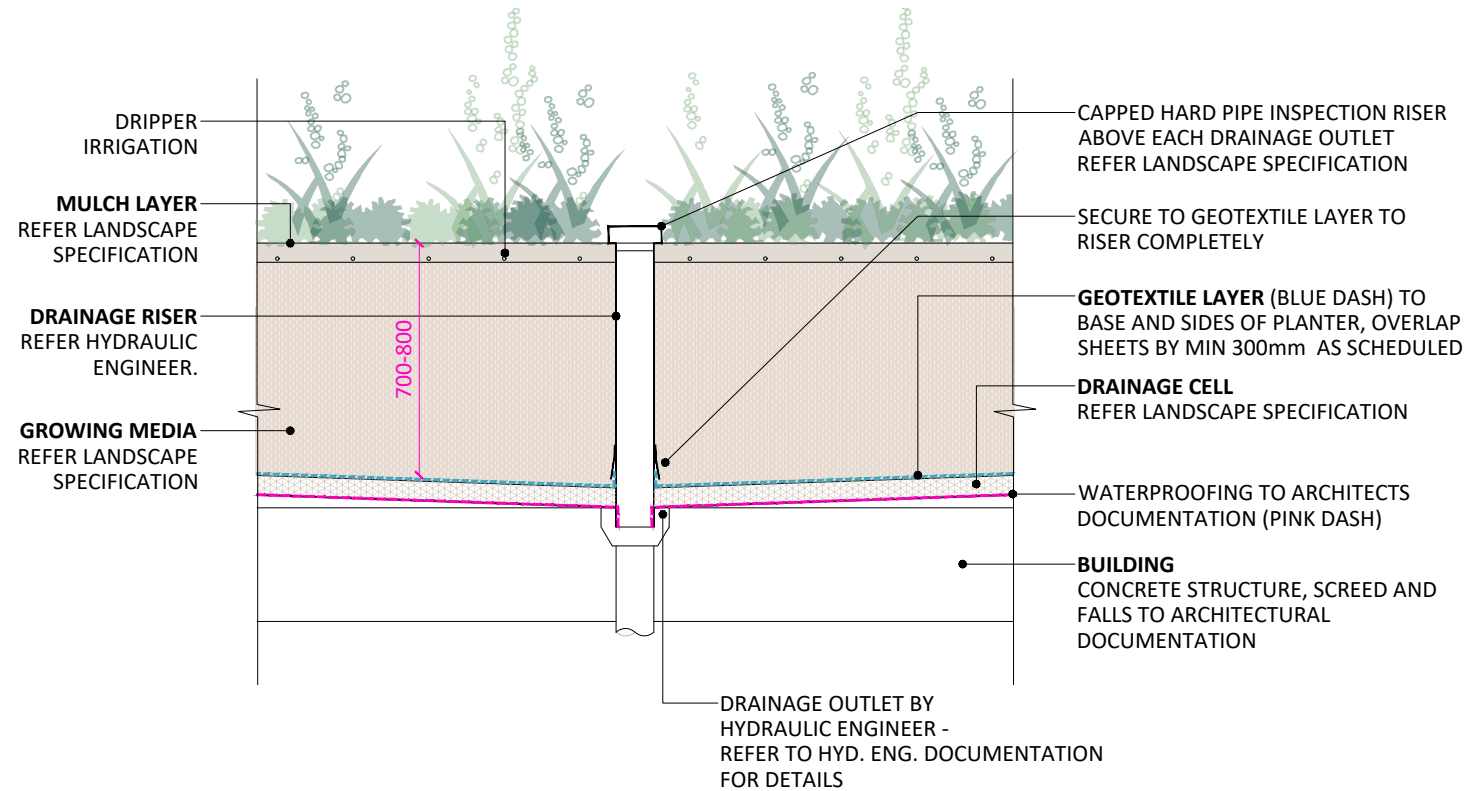 DRIPPER
IRRIGATION
MULCH LAYER
REFER LANDSCAPE
SPECIFICATION
DRAINAGE RISER
REFER HYDRAULIC
ENGINEER.
GROWING MEDIA
REFER LANDSCAPE
SPECIFICATION
700-800
CAPPED HARD PIPE INSPECTION RISER
ABOVE EACH DRAINAGE OUTLET
REFER LANDSCAPE SPECIFICATION
SECURE TO GEOTEXTILE LAYER TO
RISER COMPLETELY
GEOTEXTILE LAYER (BLUE DASH) TO
BASE AND SIDES OF PLANTER, OVERLAP
SHEETS BY MIN 300mm AS SCHEDULED
DRAINAGE CELL
REFER LANDSCAPE SPECIFICATION
WATERPROOFING TO ARCHITECTS
DOCUMENTATION (PINK DASH)
BUILDING
CONCRETE STRUCTURE, SCREED AND
FALLS TO ARCHITECTURAL
DOCUMENTATION
DRAINAGE OUTLET BY
HYDRAULIC ENGINEER -
REFER TO HYD. ENG. DOCUMENTATION
FOR DETAILS